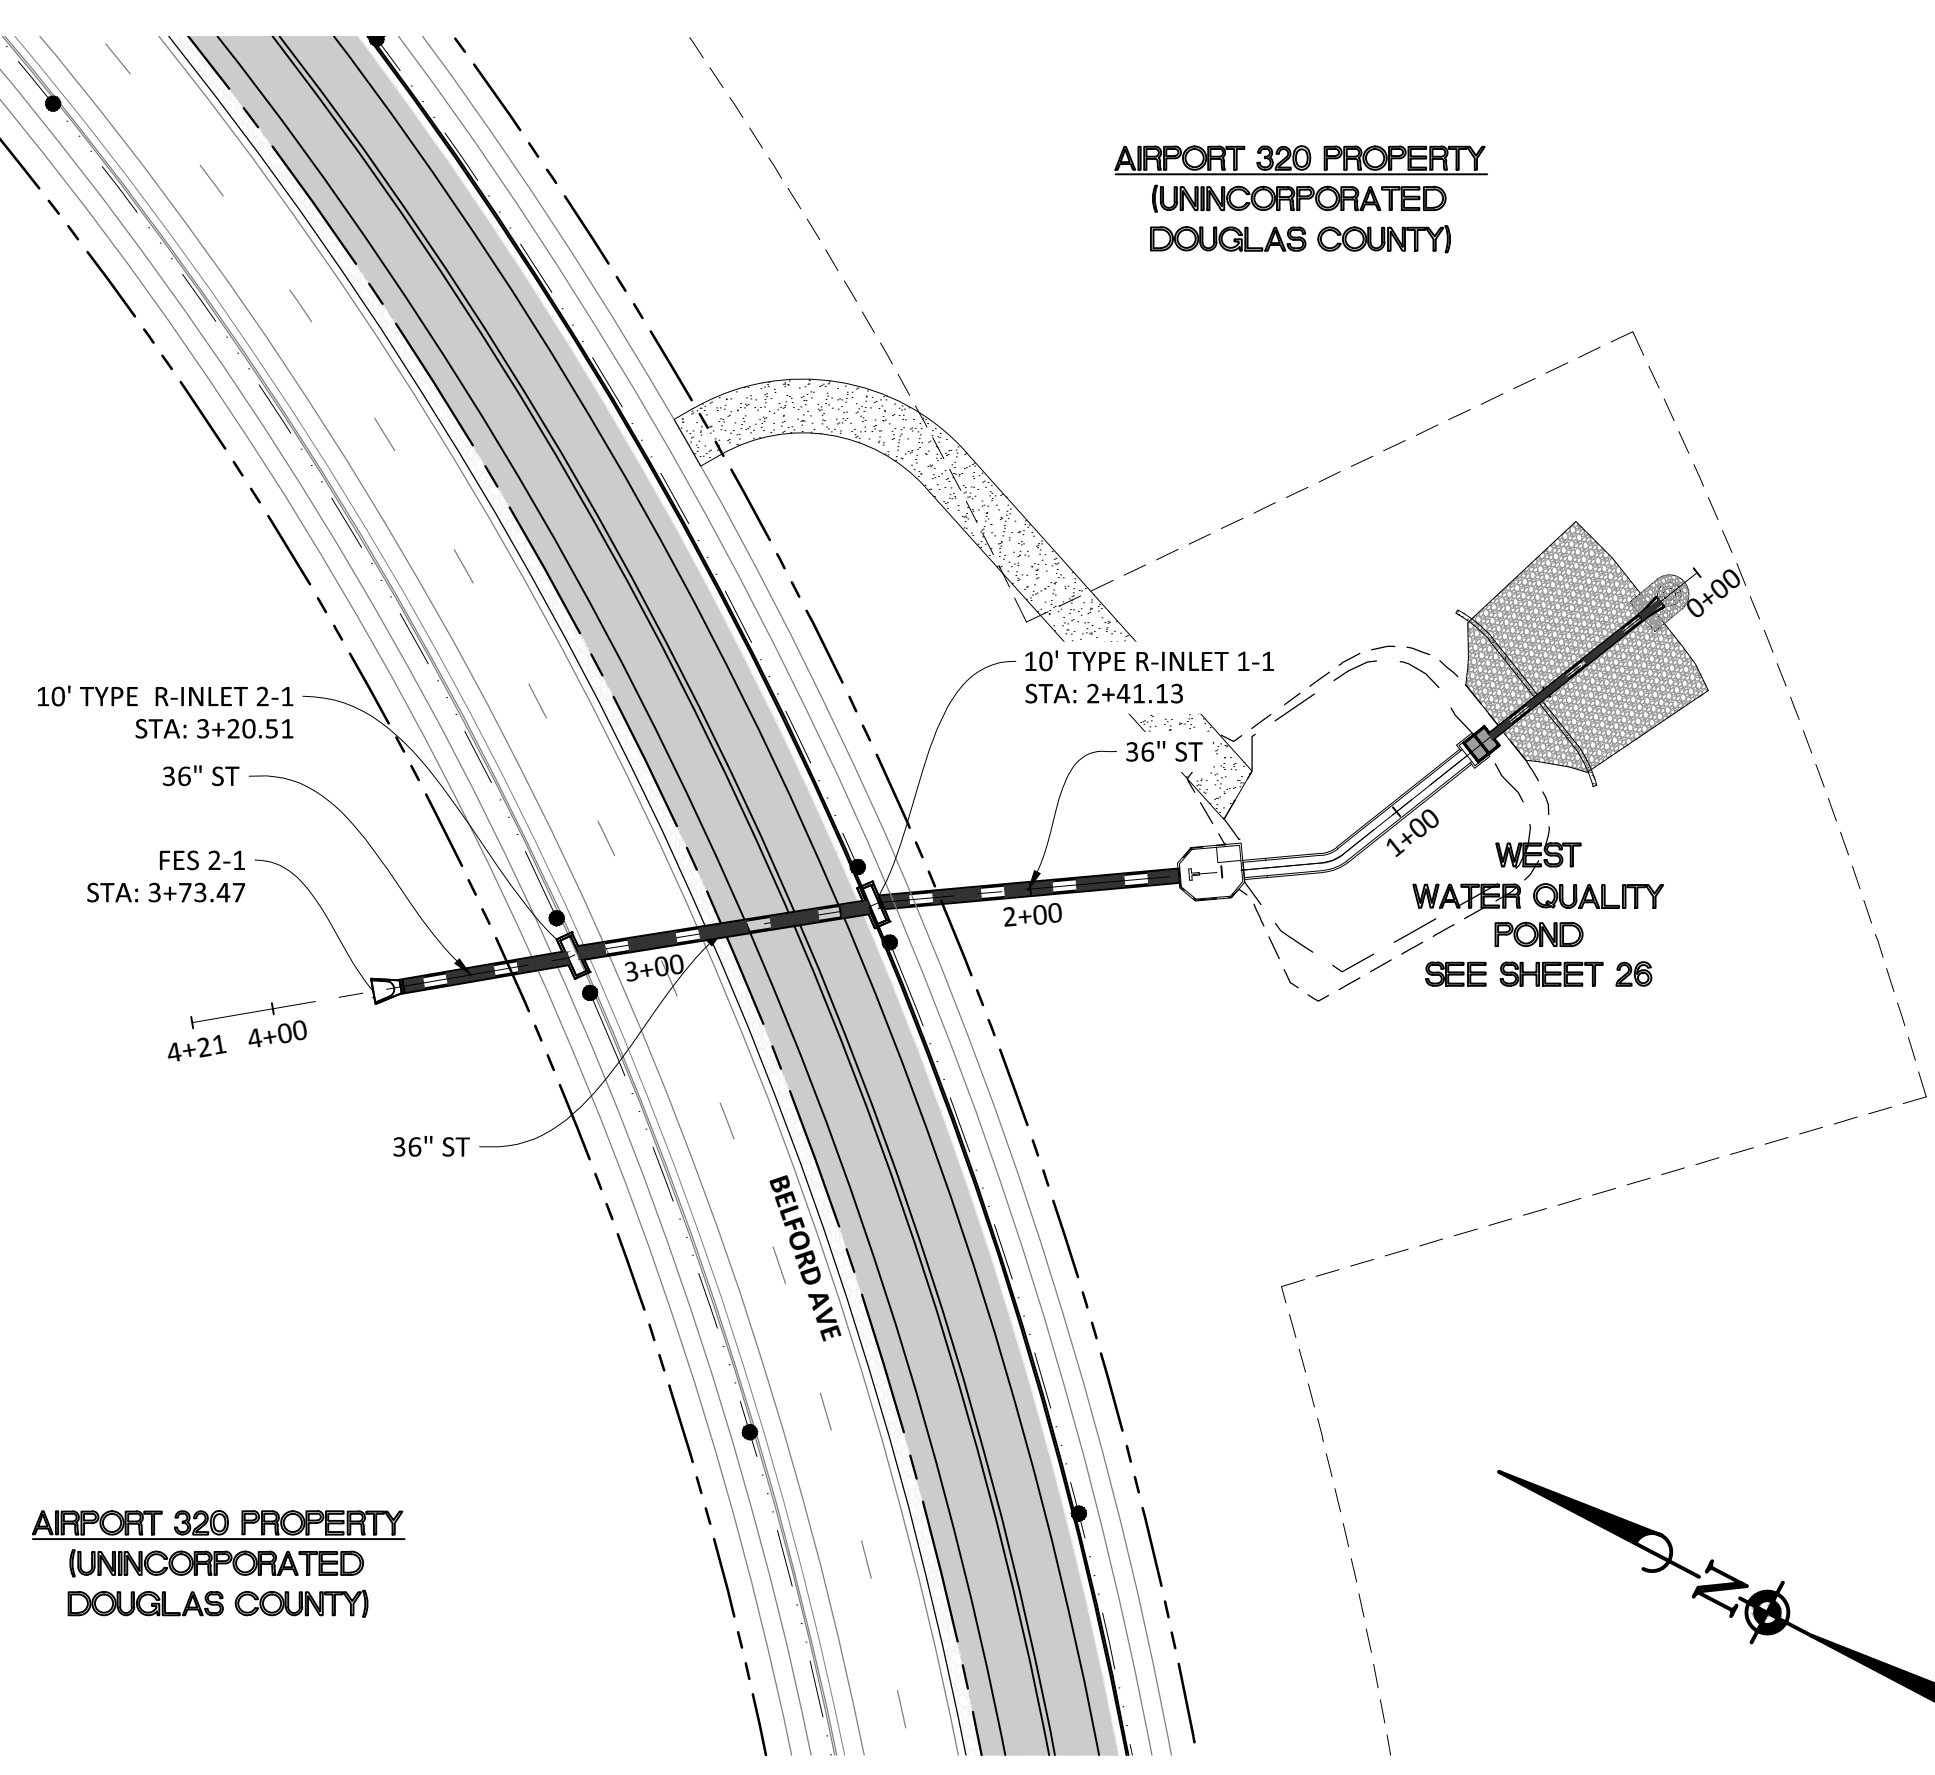 AIRPORT 320 PROPERTY
(UNINCORPORATED
DOUGLAS COUNTY)
0+00
10' TYPE R-INLET 1-1
STA: 2+41.13
10' TYPE R-INLET 2-1
STA: 3+20.51
36" ST
36" ST
1+00
FES 2-1
STA: 3+73.47
WEST
WATER QUALITY
POND
SEE SHEET 26
2+00
3+00
4+00
4+21
36" ST
BELFORD AVE
AIRPORT 320 PROPERTY
(UNINCORPORATED
DOUGLAS COUNTY)
N